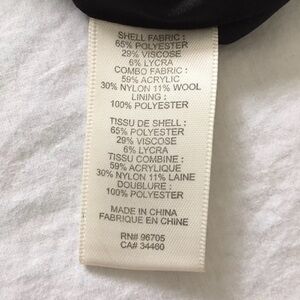 SHELL FABRIC :
65% POLYESTER
29% VISCOSE
6% LYCRA
COMBO FABRIC :
59% ACRYLIC
30% NYLON 11% WOOL
LINING :
100% POLYESTER
TISSU DE SHELL :
65% POLYESTER
29% VISCOSE
6% LYCRA
TISSU COMBINE :
59% ACRYLIQUE
30% NYLON 11% LAINE
DOUBLURE :
100% POLYESTER
MADE IN CHINA
FABRIQUE EN CHINE
RN# 96705
CA# 34460